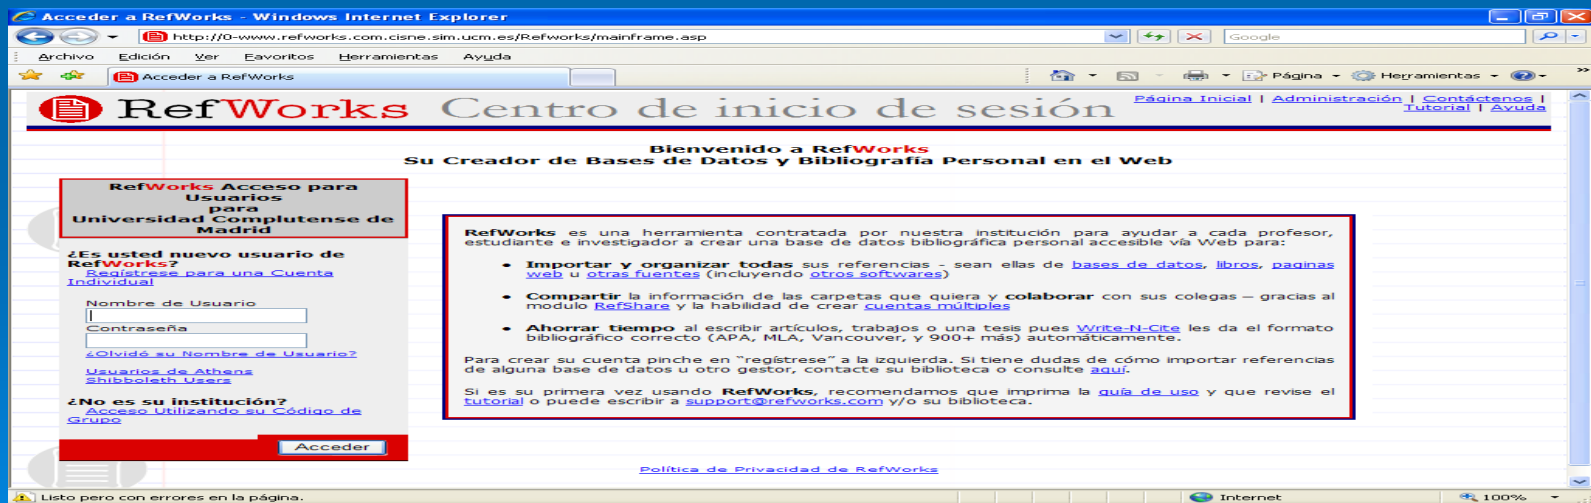 Acceder a RefWorks - Windows Internet Explorer
http://0-www.refworks.com.cisne.sim.ucm.es/Refworks/mainframe.asp
Google
Archivo Edición Ver Favoritos Herramientas Ayuda
Acceder a RefWorks
Página Herramientas
RefWorks Centro de inicio de sesión
Página Inicial | Administración | Contáctenos |
Tutorial | Ayuda
Bienvenido a RefWorks
Su Creador de Bases de Datos y Bibliografía Personal en el Web
RefWorks Acceso para
Usuarios
para
Universidad Complutense de
Madrid
¿Es usted nuevo usuario de
RefWorks?
Regístrese para una Cuenta
Individual
Nombre de Usuario
Contraseña
¿Olvidó su Nombre de Usuario?
Usuarios de Athens
Shibboleth Users
¿No es su institución?
Acceso Utilizando su Código de
Grupo
Acceder
RefWorks es una herramienta contratada por nuestra institución para ayudar a cada profesor,
estudiante e investigador a crear una base de datos bibliográfica personal accesible vía Web para:
• Importar y organizar todas sus referencias - sean ellas de bases de datos, libros, paginas
web u otras fuentes (incluyendo otros softwares)
• Compartir la información de las carpetas que quiera y colaborar con sus colegas – gracias al
modulo RefShare y la habilidad de crear cuentas múltiples
• Ahorrar tiempo al escribir artículos, trabajos o una tesis pues Write-N-Cite les da el formato
bibliográfico correcto (APA, MLA, Vancouver, y 900+ más) automáticamente.
Para crear su cuenta pinche en "regístrese" a la izquierda. Si tiene dudas de cómo importar referencias
de alguna base de datos u otro gestor, contacte su biblioteca o consulte aquí.
Si es su primera vez usando RefWorks, recomendamos que imprima la guía de uso y que revise el
tutorial o puede escribir a support@refworks.com y/o su biblioteca.
Política de Privacidad de RefWorks
Listo pero con errores en la página.
Internet
100%